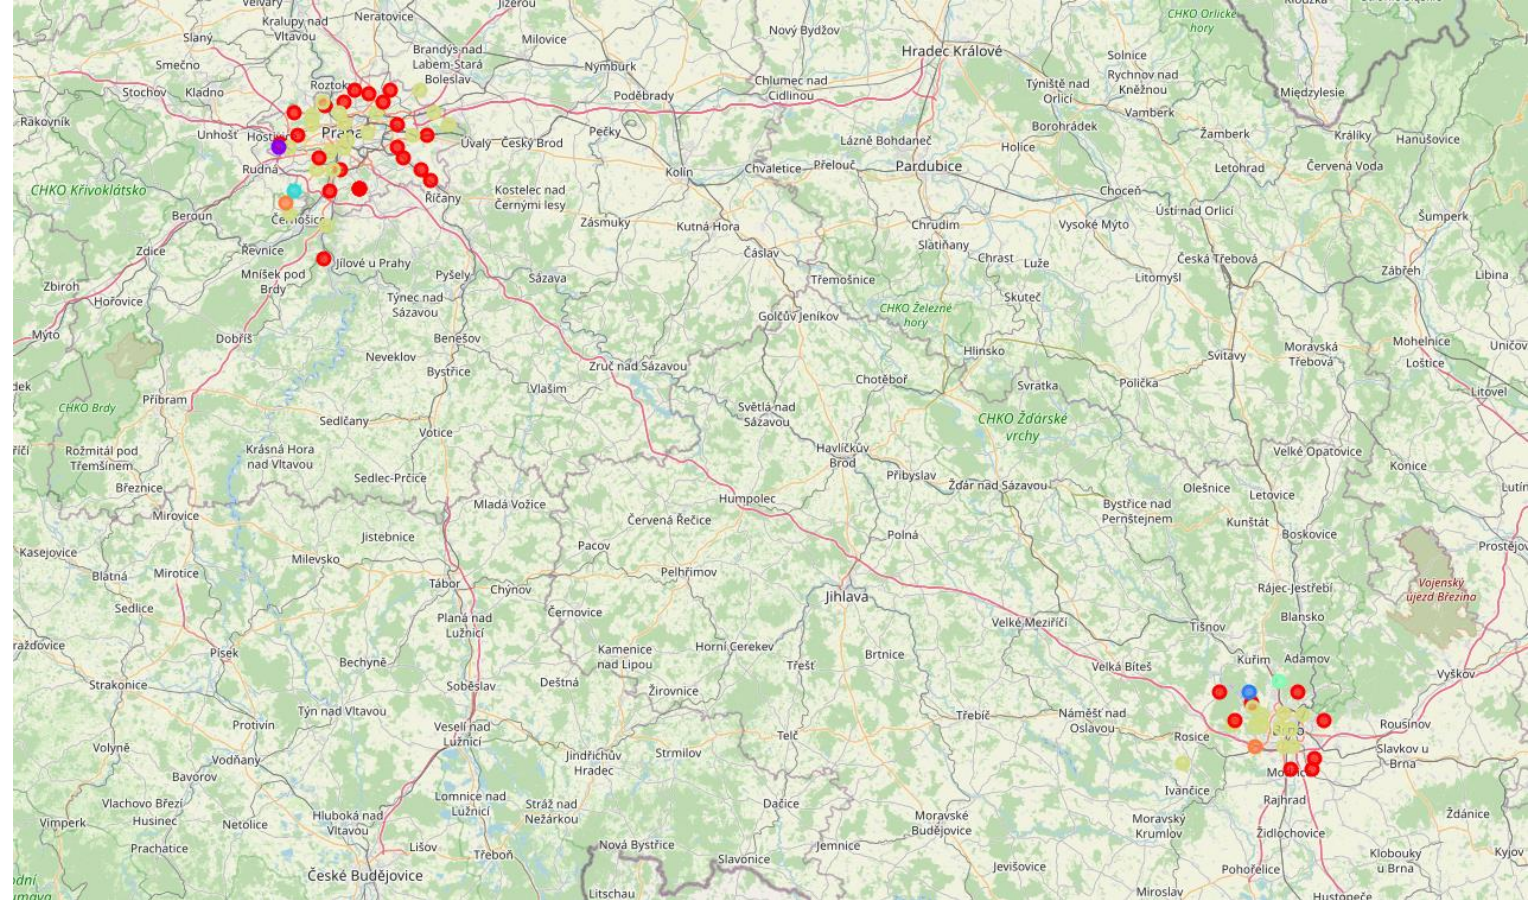 Velvary
Jizerou
Kralupy nad
Vltavou
Neratovice
CHKO Orlické
hory
Slaný
Nový Bydžov
Milovice
Brandýs nad
Labem-Stará
Boleslav
Hradec Králové
Solnice
Smečno
Nymburk
Rychnov nad
Kněžnou
Stochov
Kladno
Chlumec nad
Cidlinou
Týniště nad
Orlicí
Międzylesie
Poděbrady
Vamberk
Rakovník
Unhošť
Praha
Pečky
Borohrádek
Žamberk
Králíky
Hanušovice
Úvaly
Český Brod
Lázně Bohdaneč
Holice
Rudná
Kolín
Chvaletice
Přelouč
Pardubice
Letohrad
Červená Voda
CHKO Křivoklátsko
Říčany
Kostelec nad
Černými lesy
Choceň
Beroun
Černošice
Zásmuky
Kutná Hora
Chrudim
Vysoké Mýto
Ústí nad Orlicí
Šumperk
Slatiňany
Zdice
Řevnice
Čáslav
Chrast
Luže
Česká Třebová
Jílové u Prahy
Mníšek pod
Brdy
Pyšely
Sázava
Třemošnice
Litomyšl
Zábřeh
Libina
Zbiroh
Hořovice
Týnec nad
Sázavou
Skuteč
CHKO Železné
hory
Golčův Jeníkov
Mýto
Dobříš
Benešov
Mohelnice
Neveklov
Hlinsko
Svitavy
Moravská
Třebová
Loštice
Bystřice
Zruč nad Sázavou
Chotěboř
Svratka
Polička
Litovel
Vlašim
CHKO Brdy
Příbram
Světlá nad
Sázavou
Sedlčany
CHKO Žďárské
vrchy
Votice
Rožmitál pod
Třemšínem
Krásná Hora
nad Vltavou
Havlíčkův
Brod
Velké Opatovice
Konice
Sedlec-Prčice
Přibyslav
Žďár nad Sázavou
Olešnice
Letovice
Březnice
Mladá Vožice
Humpolec
Bystřice nad
Pernštejnem
Mirovice
Červená Řečice
Kunštát
Jistebnice
Polná
Boskovice
Kasejovice
Pacov
Milevsko
Blatná
Mirotice
Tábor
Chýnov
Pelhřimov
Vojenský
újezd Březina
Rájec-Jestřebí
Jihlava
Sedlice
Planá nad
Lužnicí
Černovice
Velké Meziříčí
Tišnov
Blansko
Písek
Kamenice
nad Lipou
Horní Cerekev
Brtnice
Bechyně
Třešť
Velká Bíteš
Kuřim
Adamov
Vyškov
Strakonice
Soběslav
Deštná
Žirovnice
Týn nad Vltavou
Třebíč
Náměšť nad
Oslavou
Protivín
Veselí nad
Lužnicí
Telč
Rosice
Brno
Rousínov
Volyně
Vodňany
Jindřichův
Hradec
Strmilov
Slavkov u
Brna
Bavorov
Ivančice
Vlachovo Březí
Husinec
Lomnice nad
Lužnicí
Stráž nad
Nežárkou
Dačice
Rajhrad
Vimperk
Netolice
Hluboká nad
Vltavou
Moravské
Budějovice
Moravský
Krumlov
Židlochovice
Ždánice
Prachatice
Lišov
Třeboň
Nová Bystřice
Slavonice
Jemnice
Jevišovice
Pohořelice
Klobouky
u Brna
Kyjov
České Budějovice
Litschau
Miroslav
Hustopeče